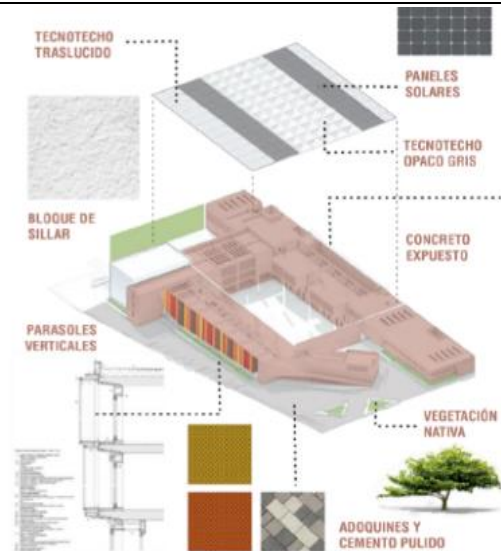 TECNOTECHO
TRASLUCIDO
PANELES
SOLARES
TECNOTECHO
OPACO GRIS
BLOQUE DE
SILLAR
CONCRETO
EXPUESTO
PARASOLES
VERTICALES
VEGETACIÓN
NATIVA
ADOQUINES Y
CEMENTO PULIDO